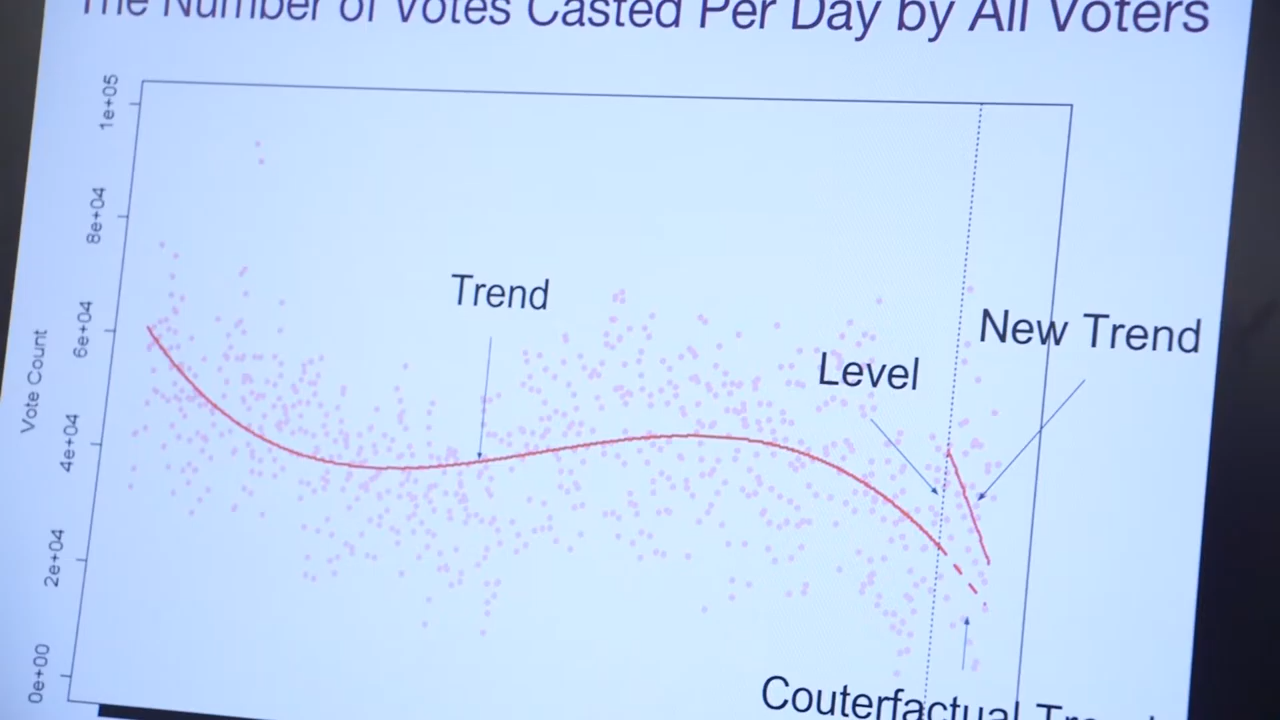 The Number of Votes Casted Per Day by All Voters
1e+05
8e+04
6e+04
4e+04
2e+04
0e+00
Vote Count
Trend
New Trend
Level
Couterfactual